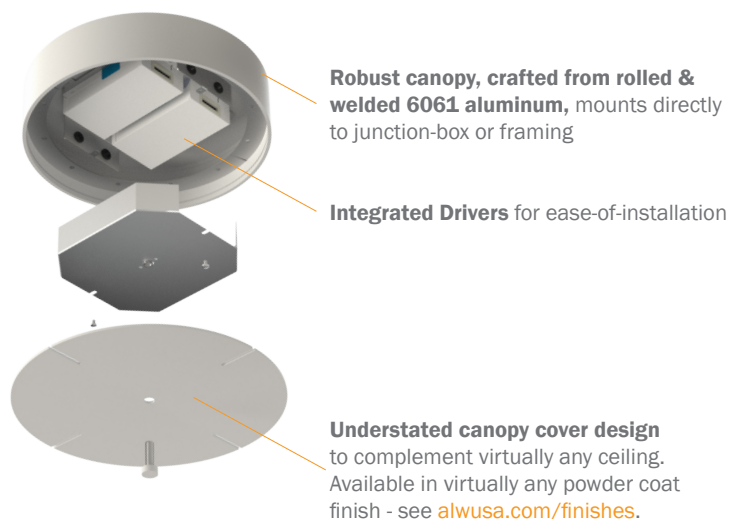 Robust canopy, crafted from rolled &
welded 6061 aluminum, mounts directly
to junction-box or framing
Integrated Drivers for ease-of-installation
Understated canopy cover design
to complement virtually any ceiling.
Available in virtually any powder coat
finish - see alwusa.com/finishes.